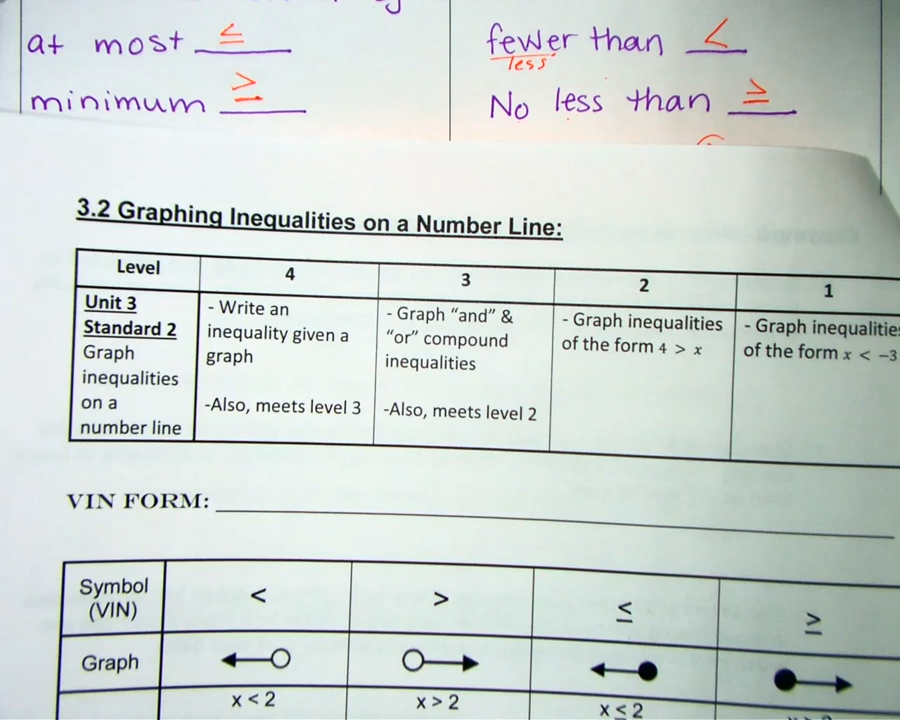 at most ≤
fewer than <
less
minimum ≥
No less than ≥
3.2 Graphing Inequalities on a Number Line:
Level
4
3
2
1
Unit 3
Standard 2
Graph
inequalities
on a
number line
- Write an
inequality given a
graph
-Also, meets level 3
- Graph “and” &
“or” compound
inequalities
-Also, meets level 2
- Graph inequalities
of the form 4 > x
- Graph inequalities
of the form x < −3
VIN FORM:
Symbol
(VIN)
<
>
≤
≥
Graph
x < 2
x > 2
x ≤ 2